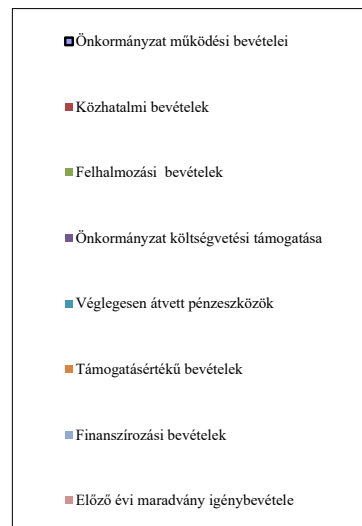 Önkormányzat működési bevételei
Közhatalmi bevételek
Felhalmozási bevételek
Önkormányzat költségvetési támogatása
Véglegesen átvett pénzeszközök
Támogatásértékű bevételek
Finanszírozási bevételek
Előző évi maradvány igénybevétele